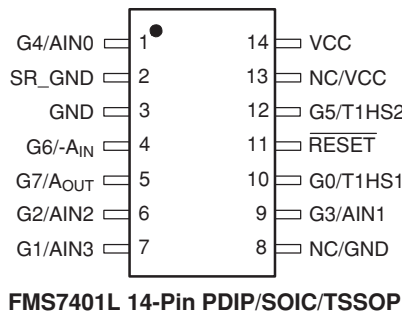 G4/AIN0 1 14 VCC
SR_GND 2 13 NC/VCC
GND 3 12 G5/T1HS2
G6/-AIN 4 11 RESET
G7/AOUT 5 10 G0/T1HS1
G2/AIN2 6 9 G3/AIN1
G1/AIN3 7 8 NC/GND
FMS7401L 14-Pin PDIP/SOIC/TSSOP